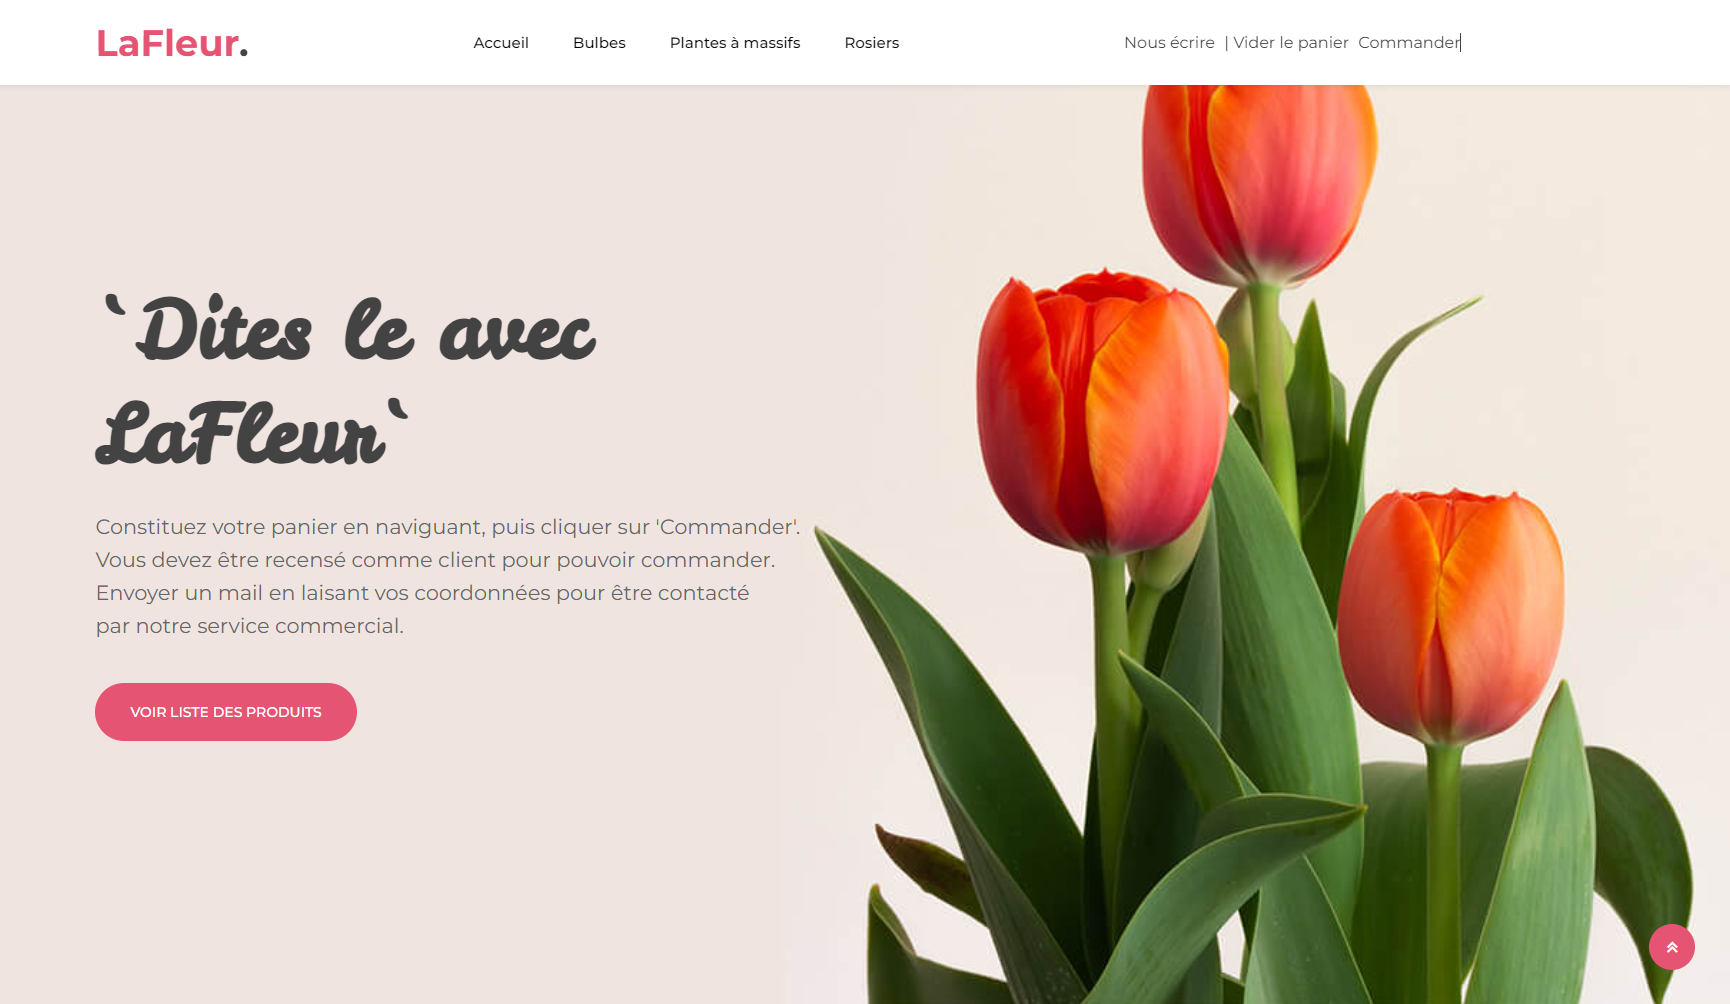 LaFleur.
Accueil Bulbes Plantes à massifs Rosiers
Nous écrire | Vider le panier Commander
`Dites le avec
LaFleur`
Constituez votre panier en naviguant, puis cliquer sur 'Commander'.
Vous devez être recensé comme client pour pouvoir commander.
Envoyer un mail en laisant vos coordonnées pour être contacté
par notre service commercial.
VOIR LISTE DES PRODUITS